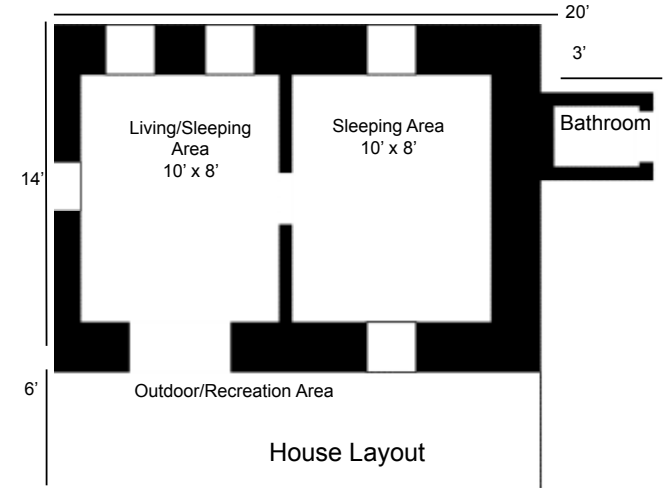 20’
3’
Living/Sleeping
Area
10’ x 8’
Sleeping Area
10’ x 8’
Bathroom
14’
6’
Outdoor/Recreation Area
House Layout